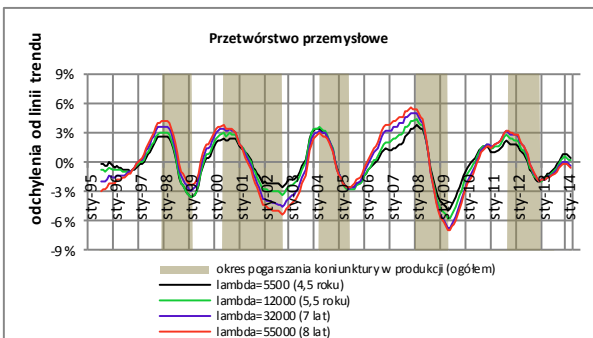 Przetwórstwo przemysłowe
odchylenia od linii trendu
9%
6%
3%
0%
-3%
-6%
-9%
sty-95
sty-96
sty-97
sty-98
sty-99
sty-00
sty-01
sty-02
sty-03
sty-04
sty-05
sty-06
sty-07
sty-08
sty-09
sty-10
sty-11
sty-12
sty-13
sty-14
okres pogarszania koniunktury w produkcji (ogółem)
lambda=5500 (4,5 roku)
lambda=12000 (5,5 roku)
lambda=32000 (7 lat)
lambda=55000 (8 lat)